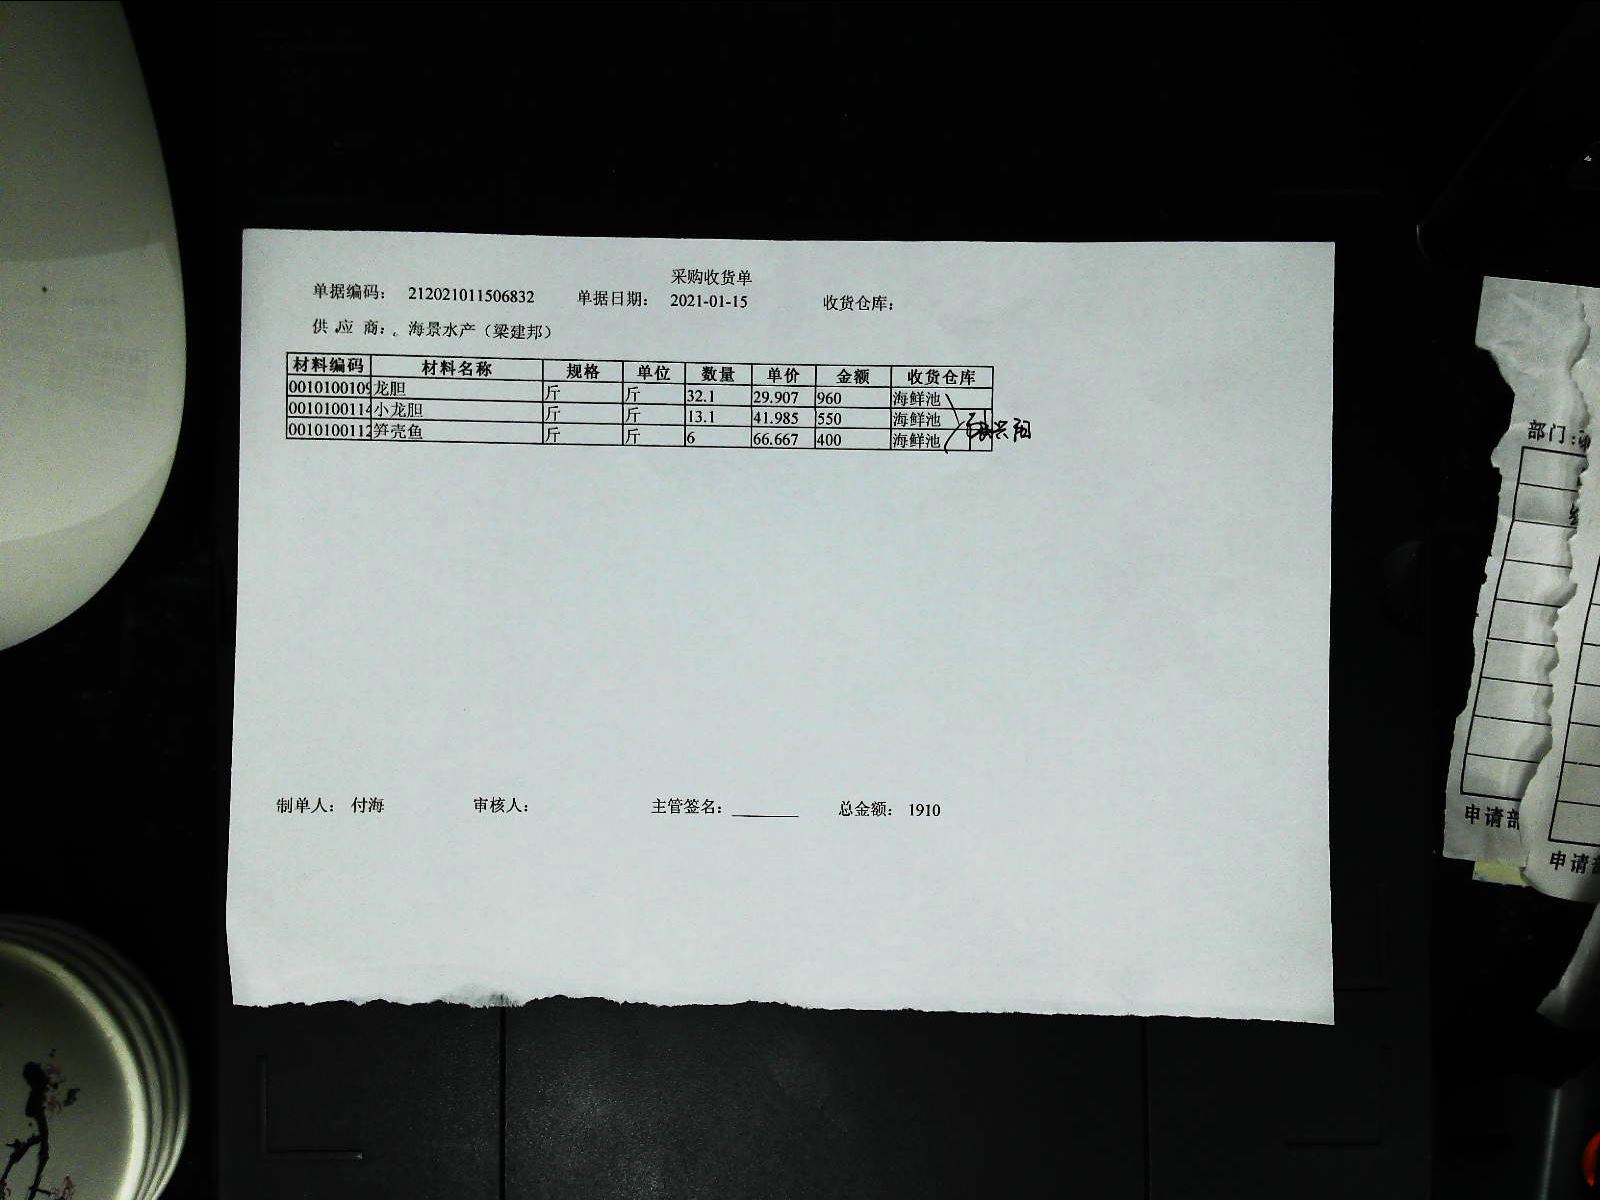 采购收货单
单据编码： 212021011506832 单据日期： 2021-01-15 收货仓库：
供 应 商： 海景水产（梁建邦）
材料编码 材料名称 规格 单位 数量 单价 金额 收货仓库
0010100109 龙胆 斤 斤 32.1 29.907 960 海鲜池
0010100114 小龙胆 斤 斤 13.1 41.985 550 海鲜池
0010100112 笋壳鱼 斤 斤 6 66.667 400 海鲜池
制单人： 付海 审核人： 主管签名： 总金额： 1910
部门：
申请部
申请部